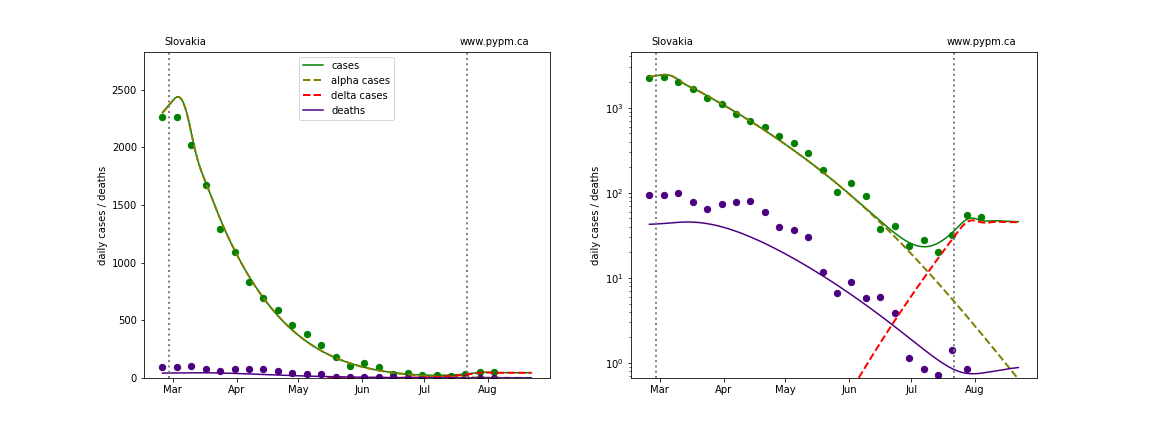 Slovakia www.pypm.ca
daily cases / deaths
2500
2000
1500
1000
500
0
cases
alpha cases
delta cases
deaths
Mar Apr May Jun Jul Aug
Slovakia www.pypm.ca
daily cases / deaths
10³
10²
10¹
10⁰
Mar Apr May Jun Jul Aug